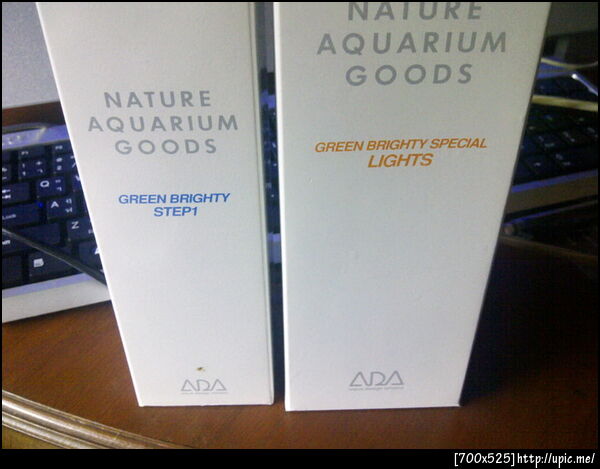 NATURE
AQUARIUM
GOODS
GREEN BRIGHTY
STEP1
ADA
NATURE
AQUARIUM
GOODS
GREEN BRIGHTY SPECIAL
LIGHTS
ADA
[700x525]http://upic.me/